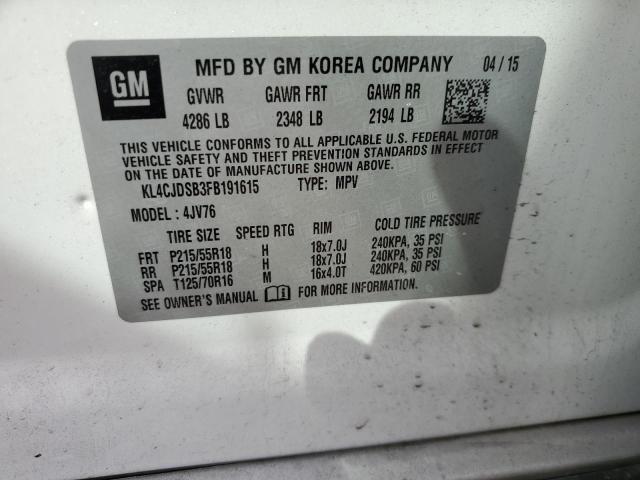 GM MFD BY GM KOREA COMPANY 04 / 15
GVWR GAWR FRT GAWR RR
4286 LB 2348 LB 2194 LB
THIS VEHICLE CONFORMS TO ALL APPLICABLE U.S. FEDERAL MOTOR
VEHICLE SAFETY AND THEFT PREVENTION STANDARDS IN EFFECT
ON THE DATE OF MANUFACTURE SHOWN ABOVE.
KL4CJDSB3FB191615 TYPE: MPV
MODEL : 4JV76
TIRE SIZE SPEED RTG RIM COLD TIRE PRESSURE
FRT P215/55R18 H 18x7.0J 240KPA, 35 PSI
RR P215/55R18 H 18x7.0J 240KPA, 35 PSI
SPA T125/70R16 M 16x4.0T 420KPA, 60 PSI
SEE OWNER'S MANUAL FOR MORE INFORMATION.